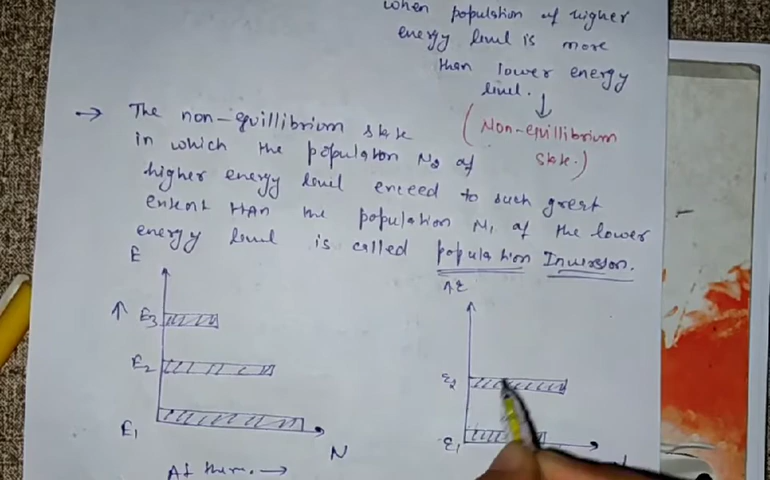 when population of higher
energy level is more
than lower energy
level.
(Non-equillibrium
state.)
→ The non-equillibrium state
in which the population N2 of
higher energy level exceed to such great
extent than the population N1 of the lower
energy level is called population Inversion.
E
↑ E3
E2
E1
N
At therm. →
↑E
E2
E1